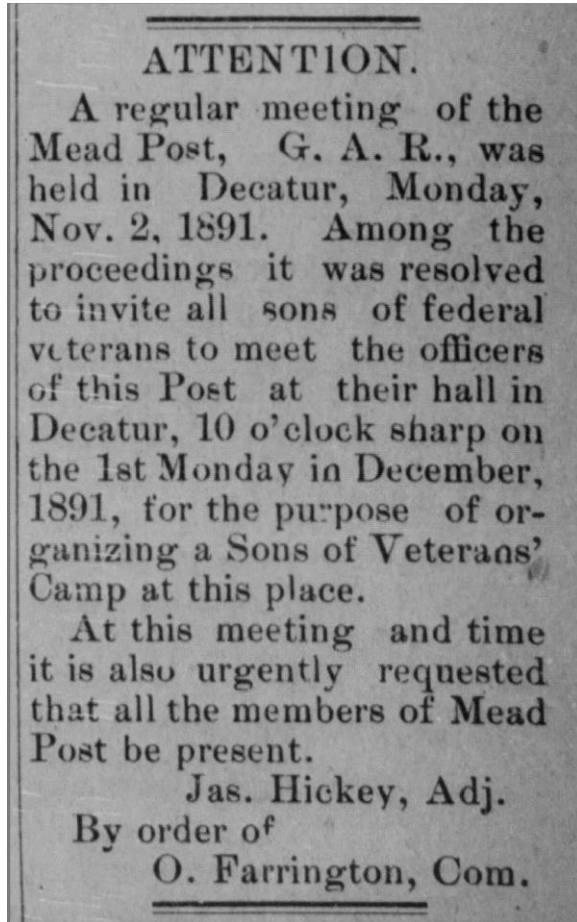 ATTENTION.
A regular meeting of the
Mead Post, G. A. R., was
held in Decatur, Monday,
Nov. 2, 1891. Among the
proceedings it was resolved
to invite all sons of federal
veterans to meet the officers
of this Post at their hall in
Decatur, 10 o'clock sharp on
the 1st Monday in December,
1891, for the purpose of or-
ganizing a Sons of Veterans'
Camp at this place.
At this meeting and time
it is also urgently requested
that all the members of Mead
Post be present.
Jas. Hickey, Adj.
By order of
O. Farrington, Com.